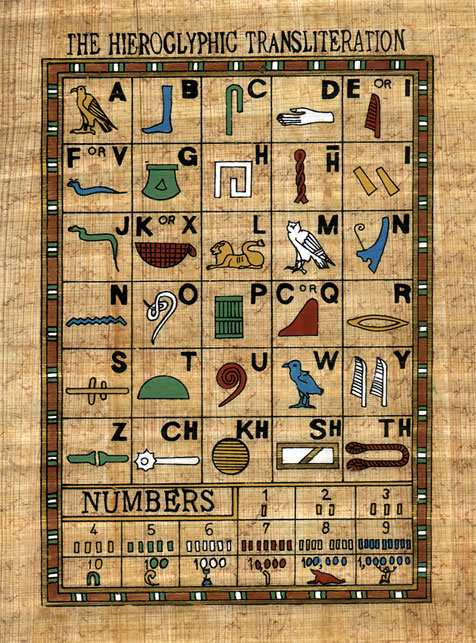 THE HIEROGLYPHIC TRANSLITERATION
A B C D E OR I
F OR V G H H̅ I
J K OR X L M N
N O P C OR Q R
S T U W Y
Z CH KH SH TH
NUMBERS 1 2 3
4 5 6 7 8 9
10 100 1000 10,000 100,000 1,000,000